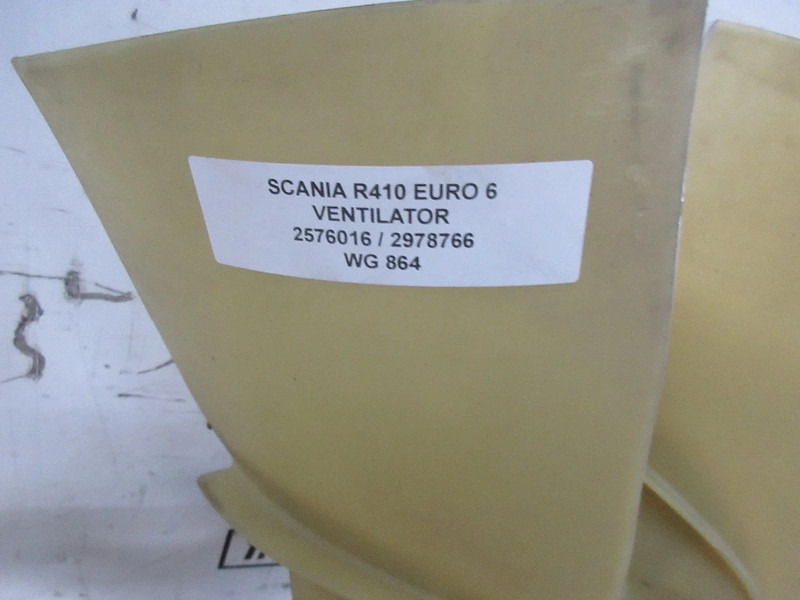 SCANIA R410 EURO 6
VENTILATOR
2576016 / 2978766
WG 864